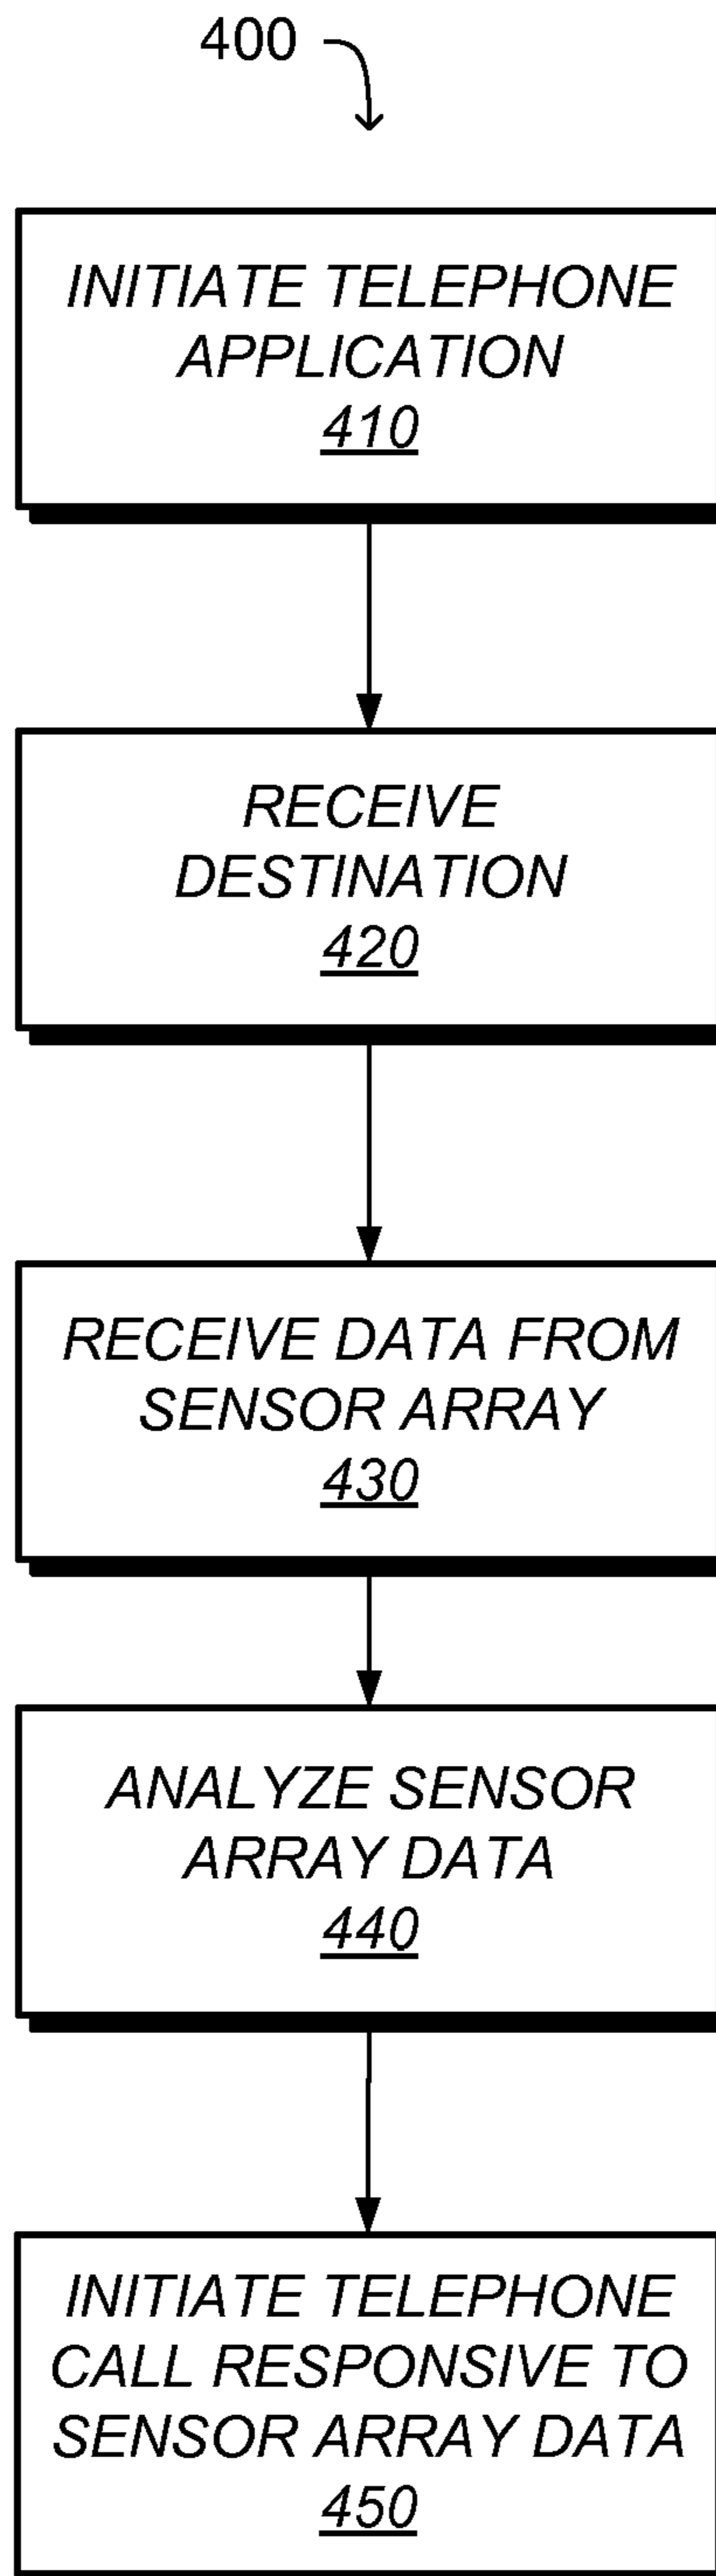 400
INITIATE TELEPHONE
APPLICATION
410
RECEIVE
DESTINATION
420
RECEIVE DATA FROM
SENSOR ARRAY
430
ANALYZE SENSOR
ARRAY DATA
440
INITIATE TELEPHONE
CALL RESPONSIVE TO
SENSOR ARRAY DATA
450